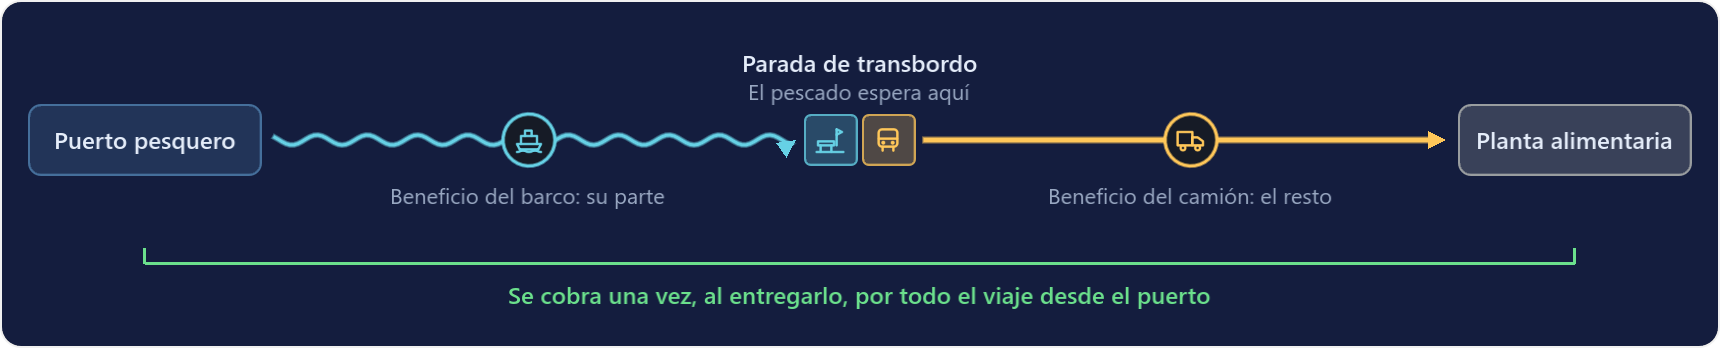 Parada de transbordo
El pescado espera aquí
Puerto pesquero
Planta alimentaria
Beneficio del barco: su parte
Beneficio del camión: el resto
Se cobra una vez, al entregarlo, por todo el viaje desde el puerto